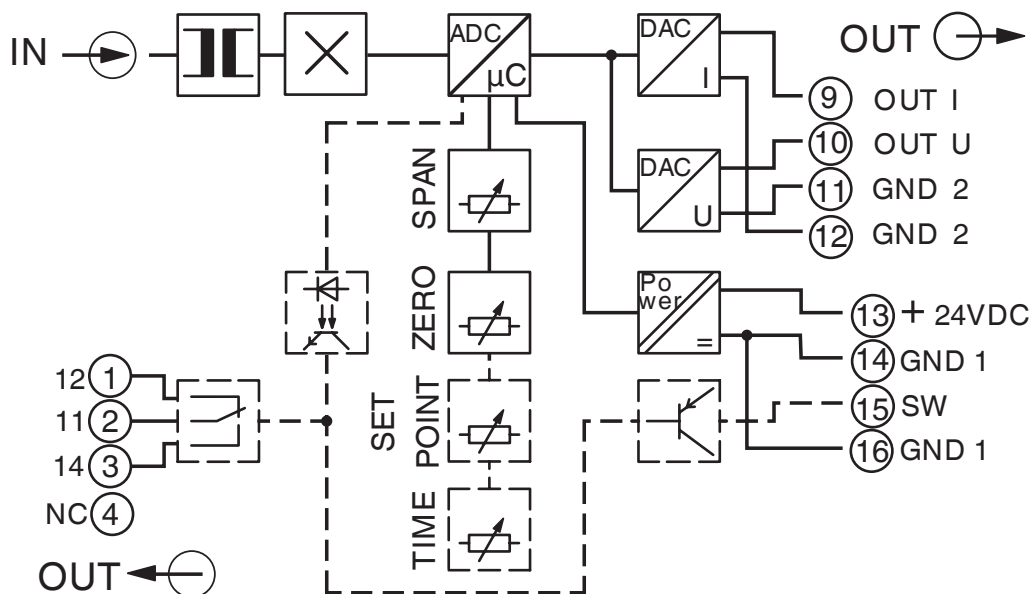 IN
ADC
µC
DAC
I
OUT
9 OUT I
10 OUT U
11 GND 2
12 GND 2
DAC
U
SPAN
ZERO
SET POINT
TIME
Po
wer
=
13 + 24VDC
14 GND 1
15 SW
16 GND 1
12 1
11 2
14 3
NC 4
OUT